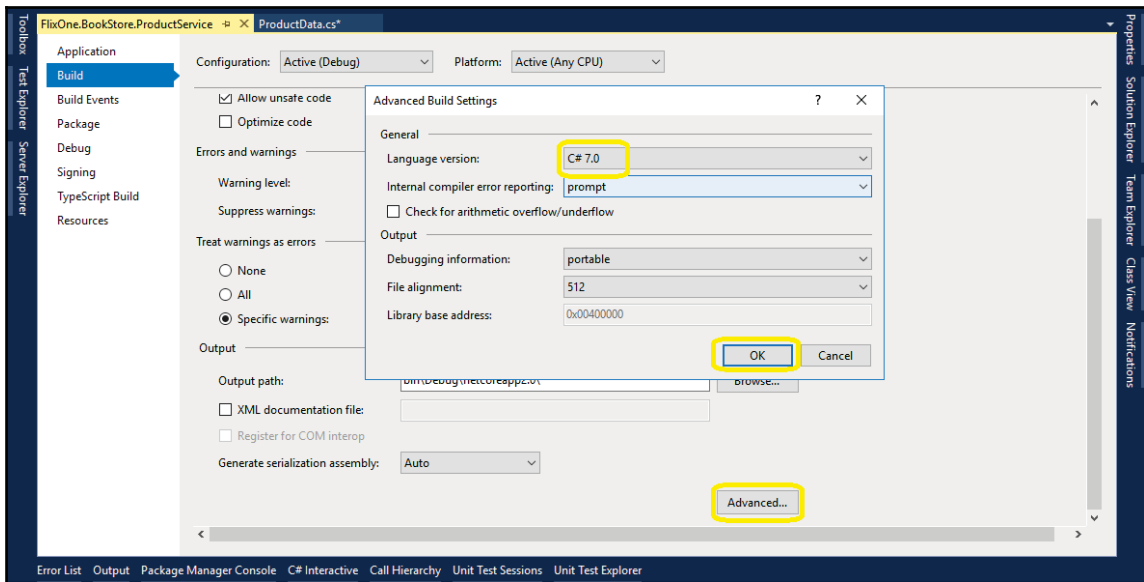 FlixOne.BookStore.ProductService ProductData.cs*
Toolbox
Test Explorer
Server Explorer
Application
Build
Build Events
Package
Debug
Signing
TypeScript Build
Resources
Configuration: Active (Debug) Platform: Active (Any CPU)
Allow unsafe code
Optimize code
Errors and warnings
Warning level:
Suppress warnings:
Treat warnings as errors
None
All
Specific warnings:
Output
Output path: bin\Debug\netcoreapp2.0\ Browse...
XML documentation file:
Register for COM interop
Generate serialization assembly: Auto
Advanced...
Advanced Build Settings ?
General
Language version: C# 7.0
Internal compiler error reporting: prompt
Check for arithmetic overflow/underflow
Output
Debugging information: portable
File alignment: 512
Library base address: 0x00400000
OK Cancel
Properties
Solution Explorer
Team Explorer
Class View
Notifications
Error List Output Package Manager Console C# Interactive Call Hierarchy Unit Test Sessions Unit Test Explorer